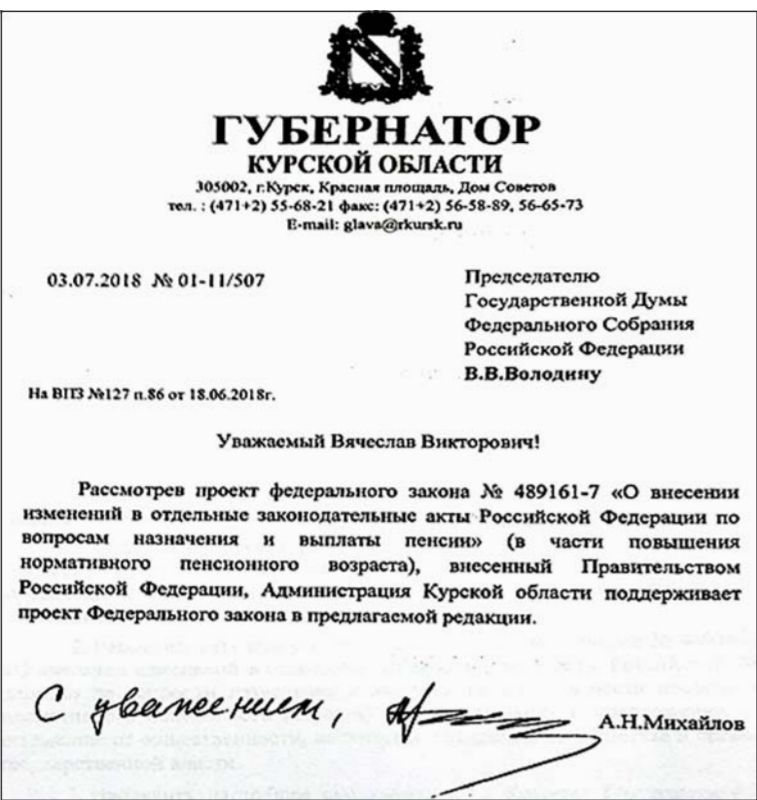 ГУБЕРНАТОР
КУРСКОЙ ОБЛАСТИ
305002, г.Курск, Красная площадь, Дом Советов
тел. : (471+2) 55-68-21 факс: (471+2) 56-58-89, 56-65-73
E-mail: glava@rkursk.ru
03.07.2018 № 01-11/507
Председателю
Государственной Думы
Федерального Собрания
Российской Федерации
В.В.Володину
На ВПЗ №127 п.86 от 18.06.2018г.
Уважаемый Вячеслав Викторович!
Рассмотрев проект федерального закона № 489161-7 «О внесении
изменений в отдельные законодательные акты Российской Федерации по
вопросам назначения и выплаты пенсии» (в части повышения
нормативного пенсионного возраста), внесенный Правительством
Российской Федерации, Администрация Курской области поддерживает
проект Федерального закона в предлагаемой редакции.
С уважением,
А.Н.Михайлов